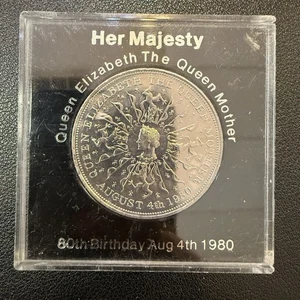 Her Majesty
Queen Elizabeth The Queen Mother
QUEEN ELIZABETH THE QUEEN MOTHER
AUGUST 4th 1980
80th Birthday Aug 4th 1980